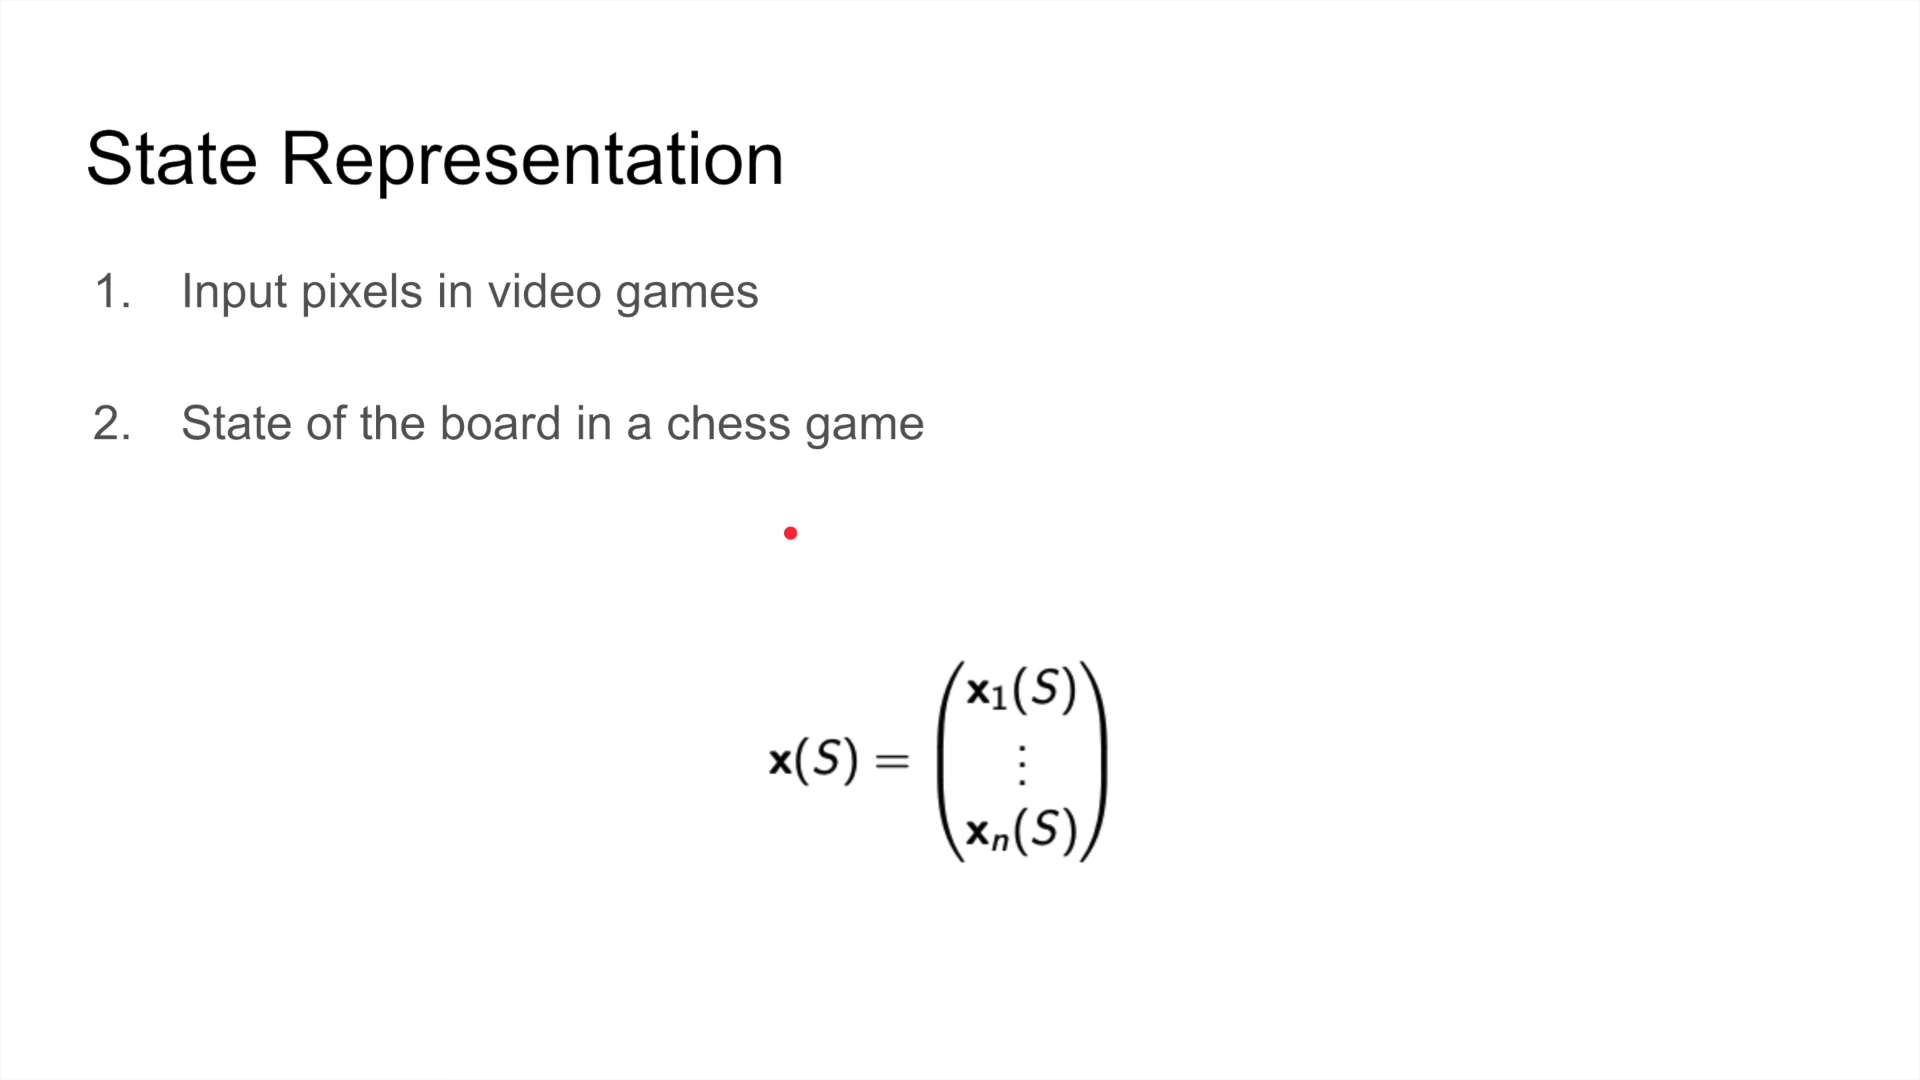 State Representation
1. Input pixels in video games
2. State of the board in a chess game
x₁(S)
x(S) = ⋮
xₙ(S)